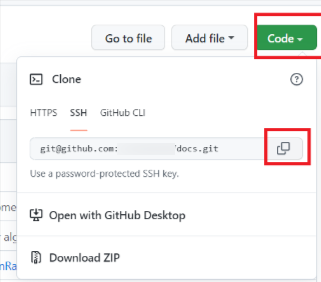 Go to file Add file Code
Clone
HTTPS SSH GitHub CLI
git@github.com: /docs.git
Use a password-protected SSH key.
Open with GitHub Desktop
Download ZIP